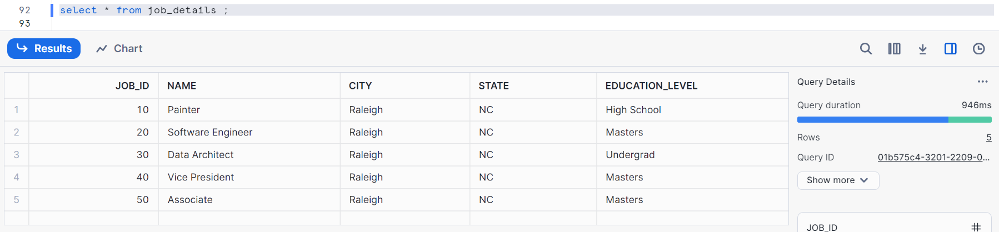 92 select * from job_details ;
93
Results Chart
JOB_ID NAME CITY STATE EDUCATION_LEVEL
1 10 Painter Raleigh NC High School
2 20 Software Engineer Raleigh NC Masters
3 30 Data Architect Raleigh NC Undergrad
4 40 Vice President Raleigh NC Masters
5 50 Associate Raleigh NC Masters
Query Details ...
Query duration 946ms
Rows 5
Query ID 01b575c4-3201-2209-0...
Show more
JOB_ID #